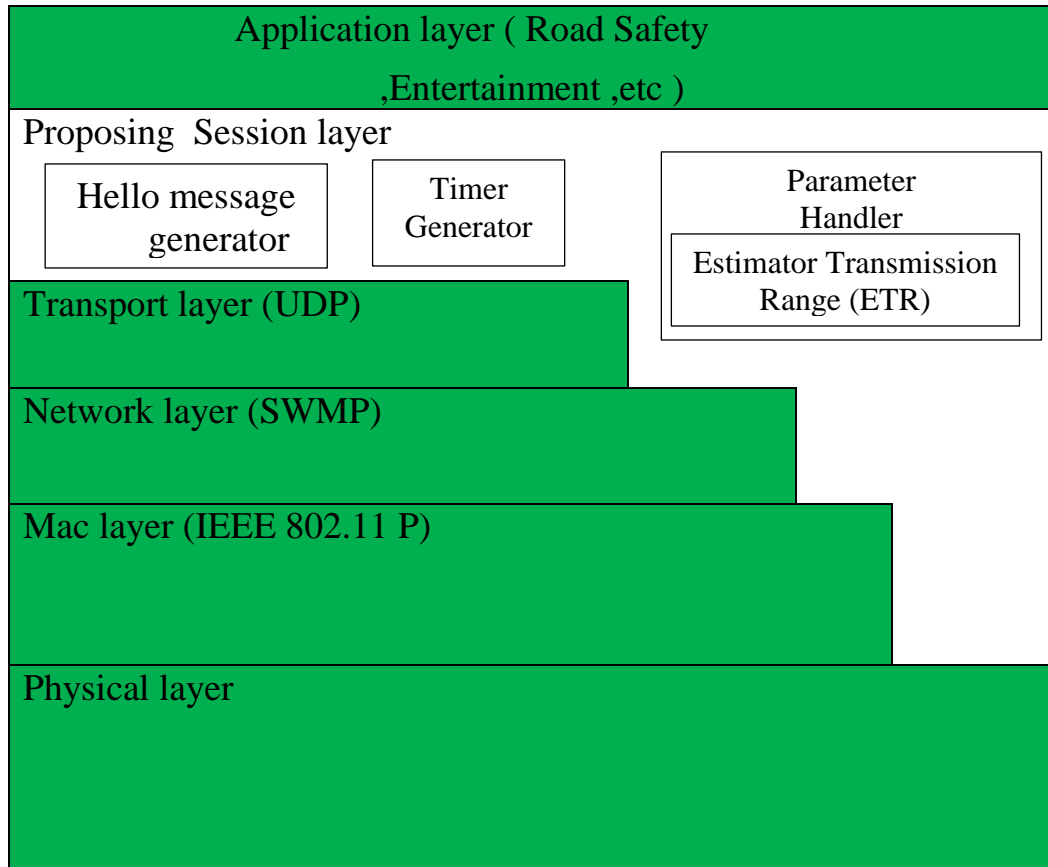 Application layer ( Road Safety
,Entertainment ,etc )
Proposing Session layer
Hello message
generator
Timer
Generator
Parameter
Handler
Estimator Transmission
Range (ETR)
Transport layer (UDP)
Network layer (SWMP)
Mac layer (IEEE 802.11 P)
Physical layer